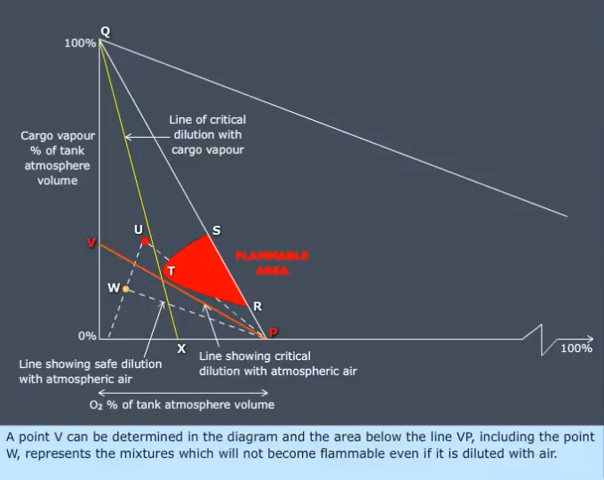 Q
100%
Line of critical
dilution with
cargo vapour
Cargo vapour
% of tank
atmosphere
volume
U
S
V
FLAMMABLE
AREA
T
W
R
P
0%
X
100%
Line showing safe dilution
with atmospheric air
Line showing critical
dilution with atmospheric air
O₂ % of tank atmosphere volume
A point V can be determined in the diagram and the area below the line VP, including the point
W, represents the mixtures which will not become flammable even if it is diluted with air.